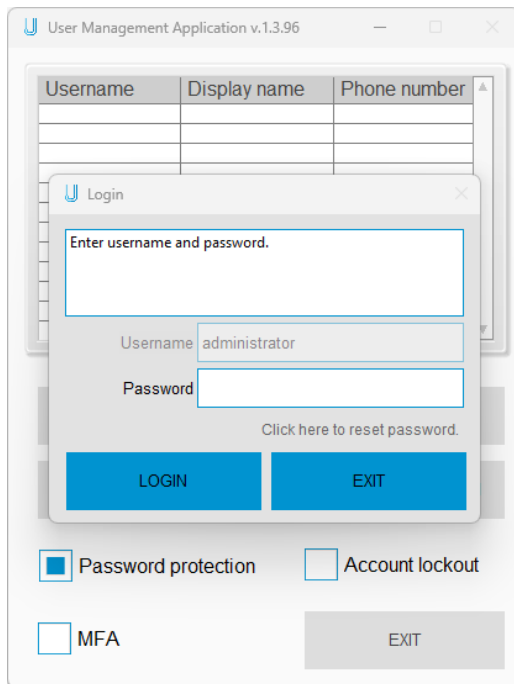 User Management Application v.1.3.96
Username Display name Phone number
Login
Enter username and password.
Username administrator
Password
Click here to reset password.
LOGIN EXIT
Password protection Account lockout
MFA EXIT